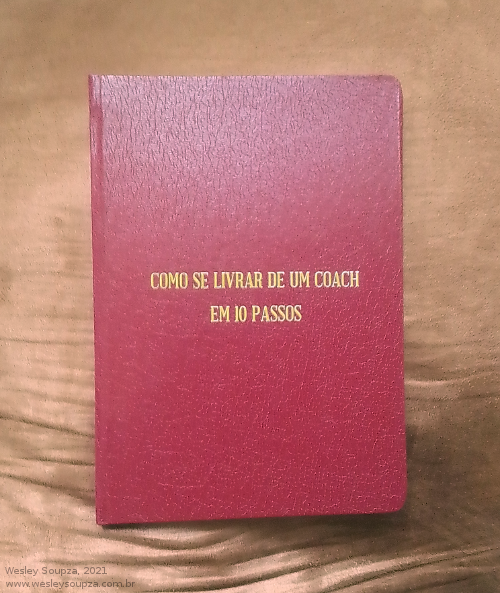 COMO SE LIVRAR DE UM COACH
EM 10 PASSOS
Wesley Soupza, 2021
www.wesleysoupza.com.br